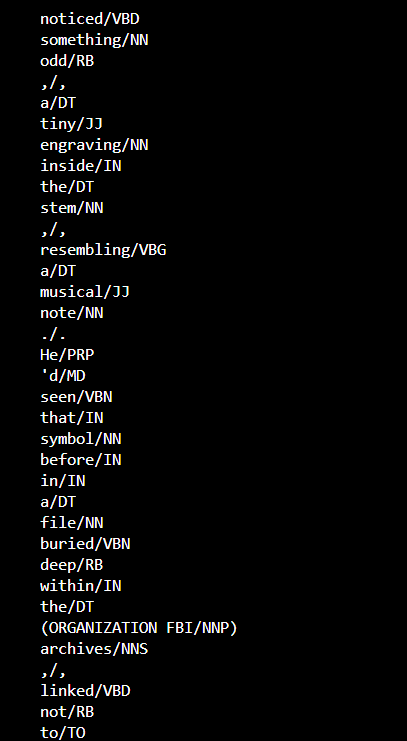 noticed/VBD
something/NN
odd/RB
,/,
a/DT
tiny/JJ
engraving/NN
inside/IN
the/DT
stem/NN
,/,
resembling/VBG
a/DT
musical/JJ
note/NN
./.
He/PRP
'd/MD
seen/VBN
that/IN
symbol/NN
before/IN
in/IN
a/DT
file/NN
buried/VBN
deep/RB
within/IN
the/DT
(ORGANIZATION FBI/NNP)
archives/NNS
,/,
linked/VBD
not/RB
to/TO